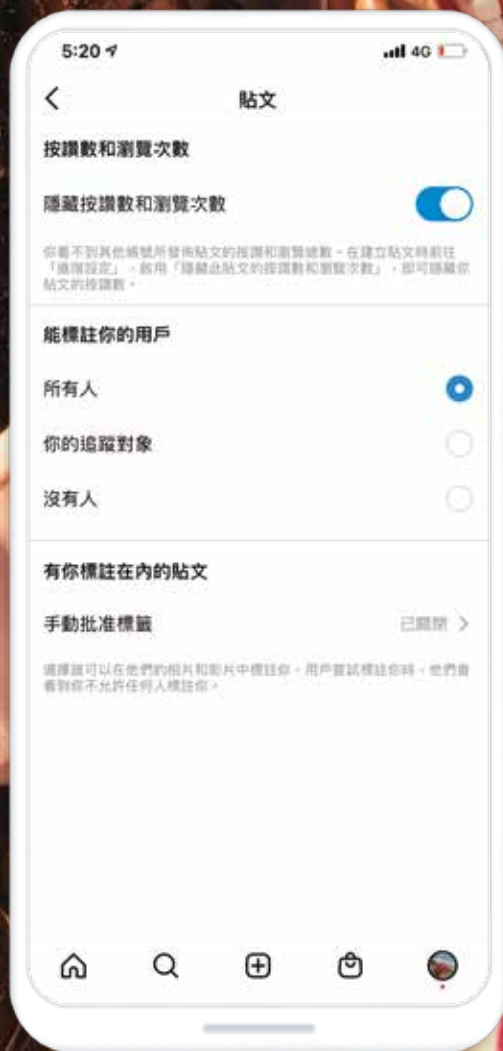 5:20
4G
貼文
按讚數和瀏覽次數
隱藏按讚數和瀏覽次數
你看不到其他帳號所發佈貼文的按讚和瀏覽總數。在建立貼文時前往
「進階設定」，啟用「隱藏此貼文的按讚數和瀏覽次數」，即可隱藏你
貼文的按讚數。
能標註你的用戶
所有人
你的追蹤對象
沒有人
有你標註在內的貼文
手動批准標籤
已關閉
選擇誰可以在他們的相片和影片中標註你。用戶嘗試標註你時，他們會
看到你不允許任何人標註你。